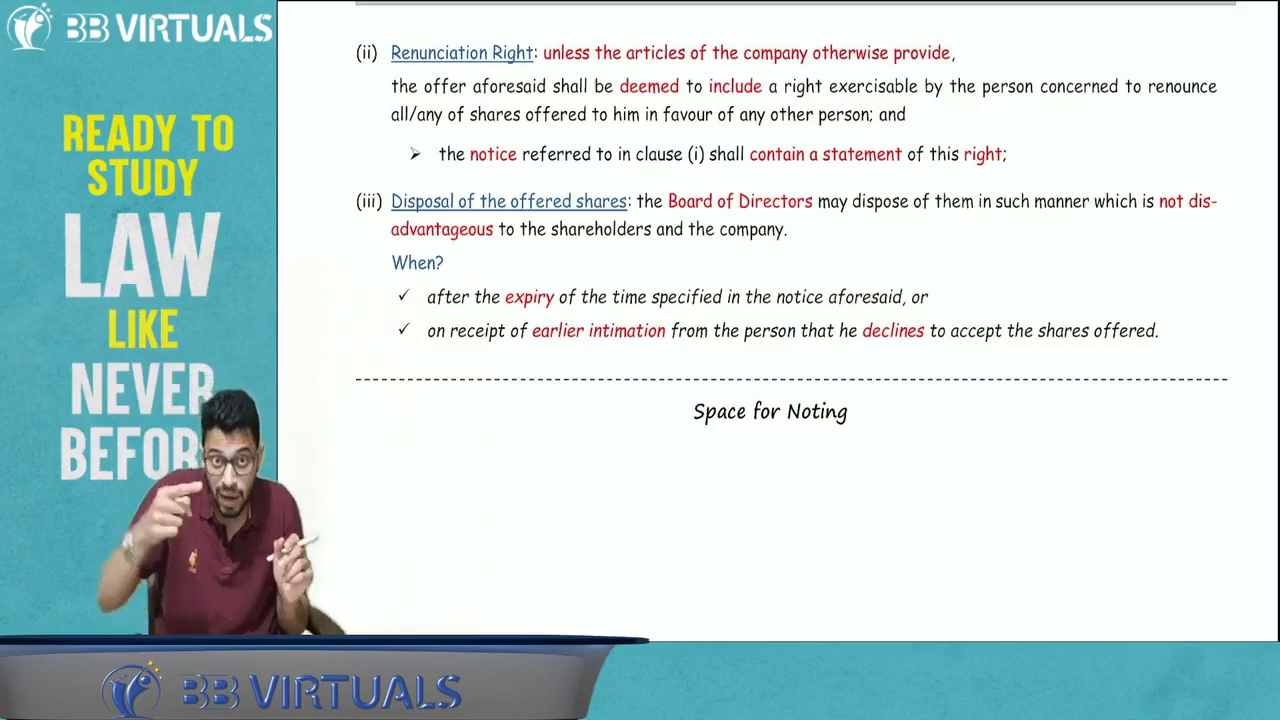 BB VIRTUALS
READY TO
STUDY
LAW
LIKE
NEVER
BEFOR
(ii) Renunciation Right: unless the articles of the company otherwise provide,
the offer aforesaid shall be deemed to include a right exercisable by the person concerned to renounce
all/any of shares offered to him in favour of any other person; and
➢ the notice referred to in clause (i) shall contain a statement of this right;
(iii) Disposal of the offered shares: the Board of Directors may dispose of them in such manner which is not dis-
advantageous to the shareholders and the company.
When?
✓ after the expiry of the time specified in the notice aforesaid, or
✓ on receipt of earlier intimation from the person that he declines to accept the shares offered.
Space for Noting
BB VIRTUALS